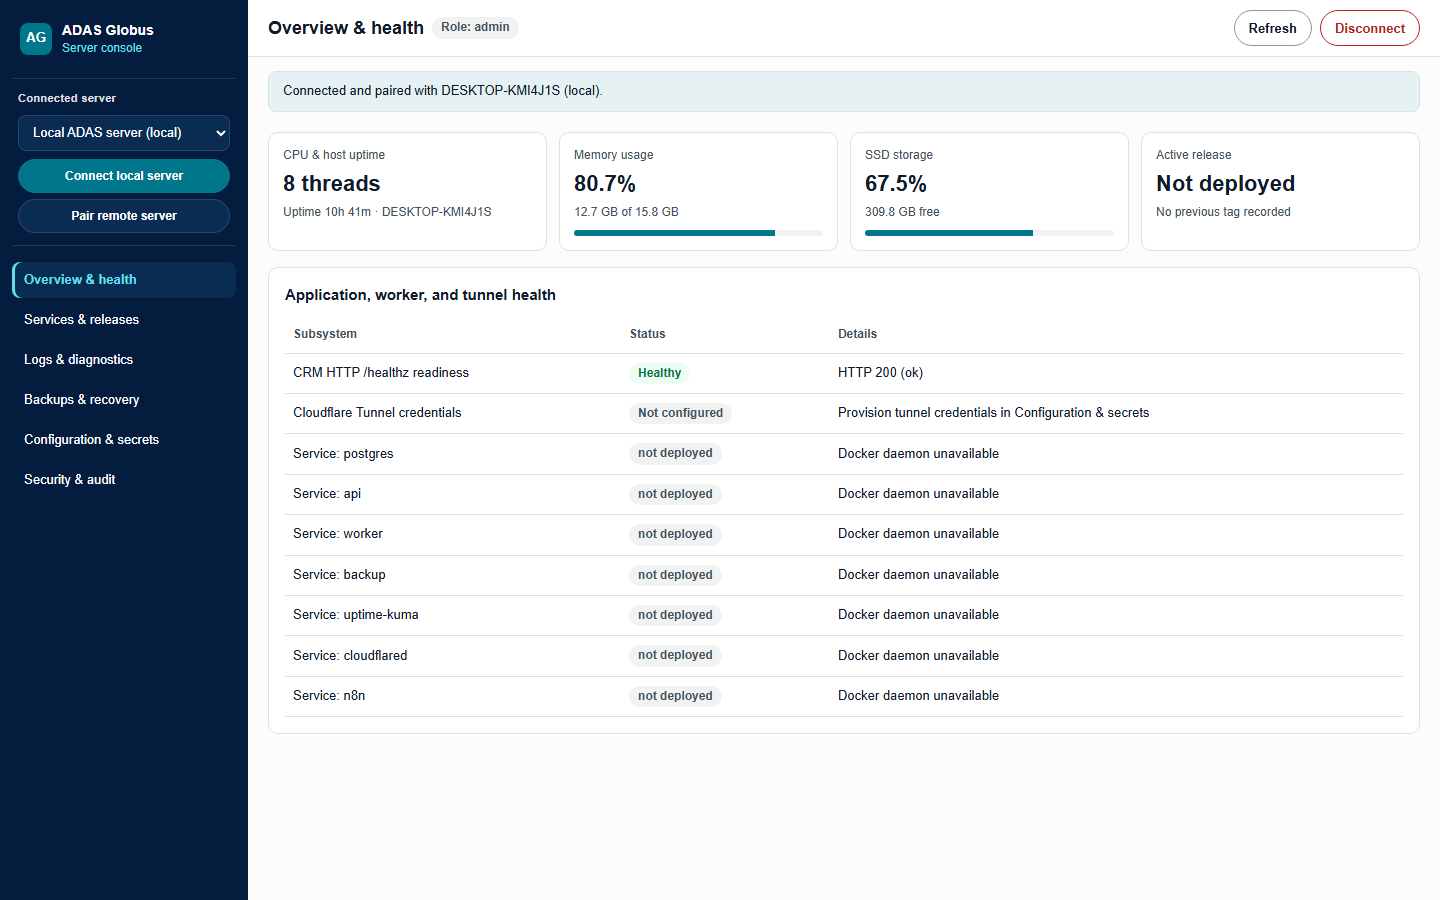 AG
ADAS Globus
Server console
Connected server
Local ADAS server (local)
Connect local server
Pair remote server
Overview & health
Services & releases
Logs & diagnostics
Backups & recovery
Configuration & secrets
Security & audit
Overview & health
Role: admin
Refresh
Disconnect
Connected and paired with DESKTOP-KMI4J1S (local).
CPU & host uptime
8 threads
Uptime 10h 41m · DESKTOP-KMI4J1S
Memory usage
80.7%
12.7 GB of 15.8 GB
SSD storage
67.5%
309.8 GB free
Active release
Not deployed
No previous tag recorded
Application, worker, and tunnel health
Subsystem Status Details
CRM HTTP /healthz readiness Healthy HTTP 200 (ok)
Cloudflare Tunnel credentials Not configured Provision tunnel credentials in Configuration & secrets
Service: postgres not deployed Docker daemon unavailable
Service: api not deployed Docker daemon unavailable
Service: worker not deployed Docker daemon unavailable
Service: backup not deployed Docker daemon unavailable
Service: uptime-kuma not deployed Docker daemon unavailable
Service: cloudflared not deployed Docker daemon unavailable
Service: n8n not deployed Docker daemon unavailable